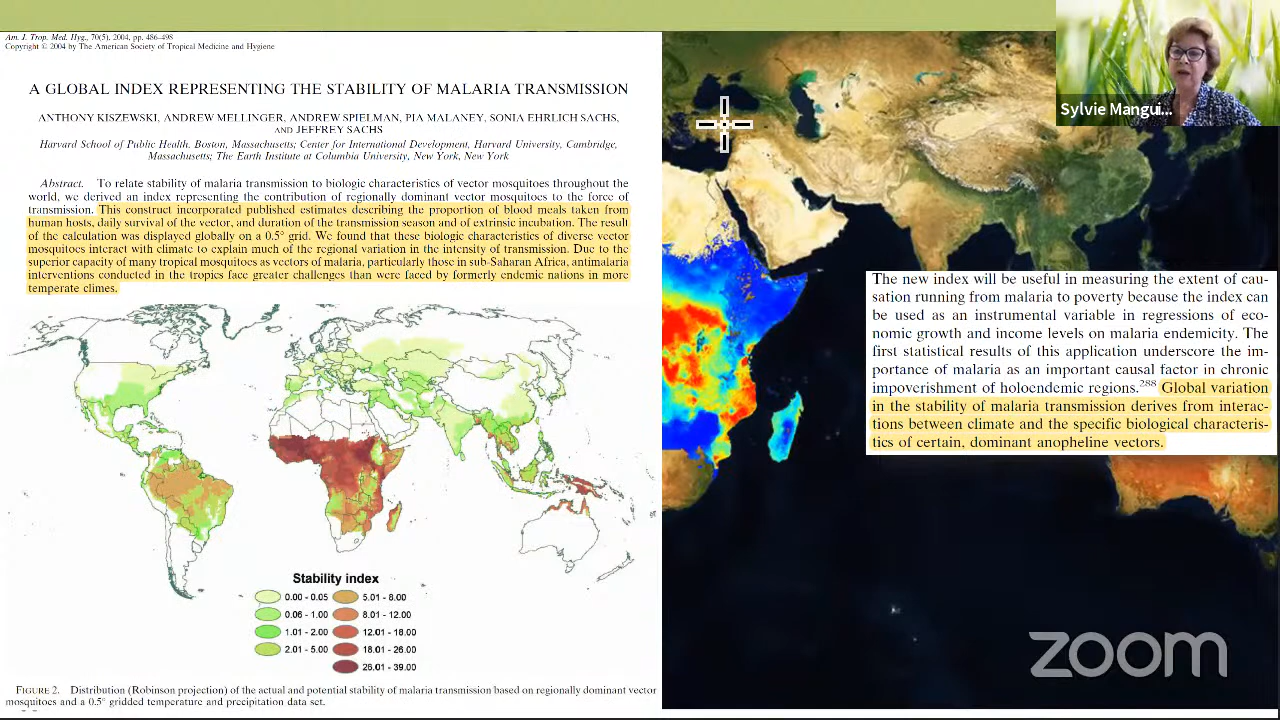 Am. J. Trop. Med. Hyg., 70(5), 2004, pp. 486–498
Copyright © 2004 by The American Society of Tropical Medicine and Hygiene
A GLOBAL INDEX REPRESENTING THE STABILITY OF MALARIA TRANSMISSION
ANTHONY KISZEWSKI, ANDREW MELLINGER, ANDREW SPIELMAN, PIA MALANEY, SONIA EHRLICH SACHS,
AND JEFFREY SACHS
Harvard School of Public Health, Boston, Massachusetts; Center for International Development, Harvard University, Cambridge,
Massachusetts; The Earth Institute at Columbia University, New York, New York
Abstract. To relate stability of malaria transmission to biologic characteristics of vector mosquitoes throughout the
world, we derived an index representing the contribution of regionally dominant vector mosquitoes to the force of
transmission. This construct incorporated published estimates describing the proportion of blood meals taken from
human hosts, daily survival of the vector, and duration of the transmission season and of extrinsic incubation. The result
of the calculation was displayed globally on a 0.5° grid. We found that these biologic characteristics of diverse vector
mosquitoes interact with climate to explain much of the regional variation in the intensity of transmission. Due to the
superior capacity of many tropical mosquitoes as vectors of malaria, particularly those in sub-Saharan Africa, antimalaria
interventions conducted in the tropics face greater challenges than were faced by formerly endemic nations in more
temperate climes.
Stability index
0.00 - 0.05
0.06 - 1.00
1.01 - 2.00
2.01 - 5.00
5.01 - 8.00
8.01 - 12.00
12.01 - 18.00
18.01 - 26.00
26.01 - 39.00
FIGURE 2. Distribution (Robinson projection) of the actual and potential stability of malaria transmission based on regionally dominant vector
mosquitoes and a 0.5° gridded temperature and precipitation data set.
Sylvie Mangui...
The new index will be useful in measuring the extent of cau-
sation running from malaria to poverty because the index can
be used as an instrumental variable in regressions of eco-
nomic growth and income levels on malaria endemicity. The
first statistical results of this application underscore the im-
portance of malaria as an important causal factor in chronic
impoverishment of holoendemic regions.288 Global variation
in the stability of malaria transmission derives from interac-
tions between climate and the specific biological characteris-
tics of certain, dominant anopheline vectors.
zoom